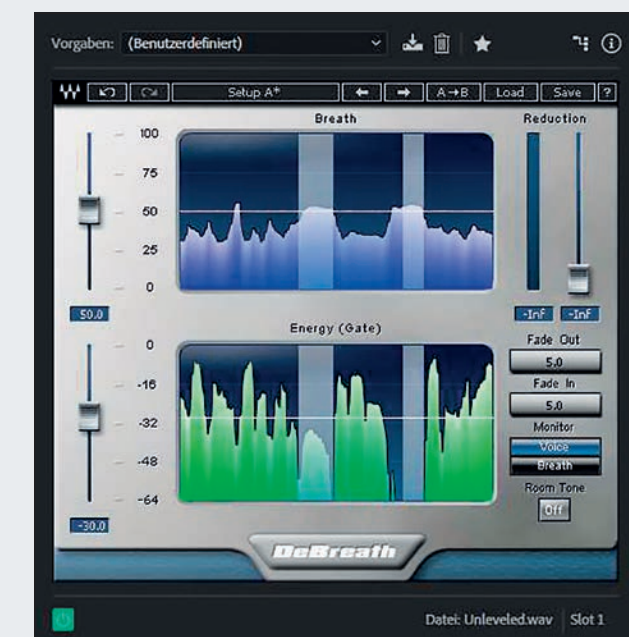 Vorgaben: (Benutzerdefiniert)
Setup A* A→B Load Save ?
Breath
Reduction
100
75
50
25
0
50.0
-Inf -Inf
Energy (Gate)
0
-16
-32
-48
-64
-30.0
Fade Out
5.0
Fade In
5.0
Monitor
Voice
Breath
Room Tone
Off
DeBreath
Datei: Unleveled.wav Slot 1